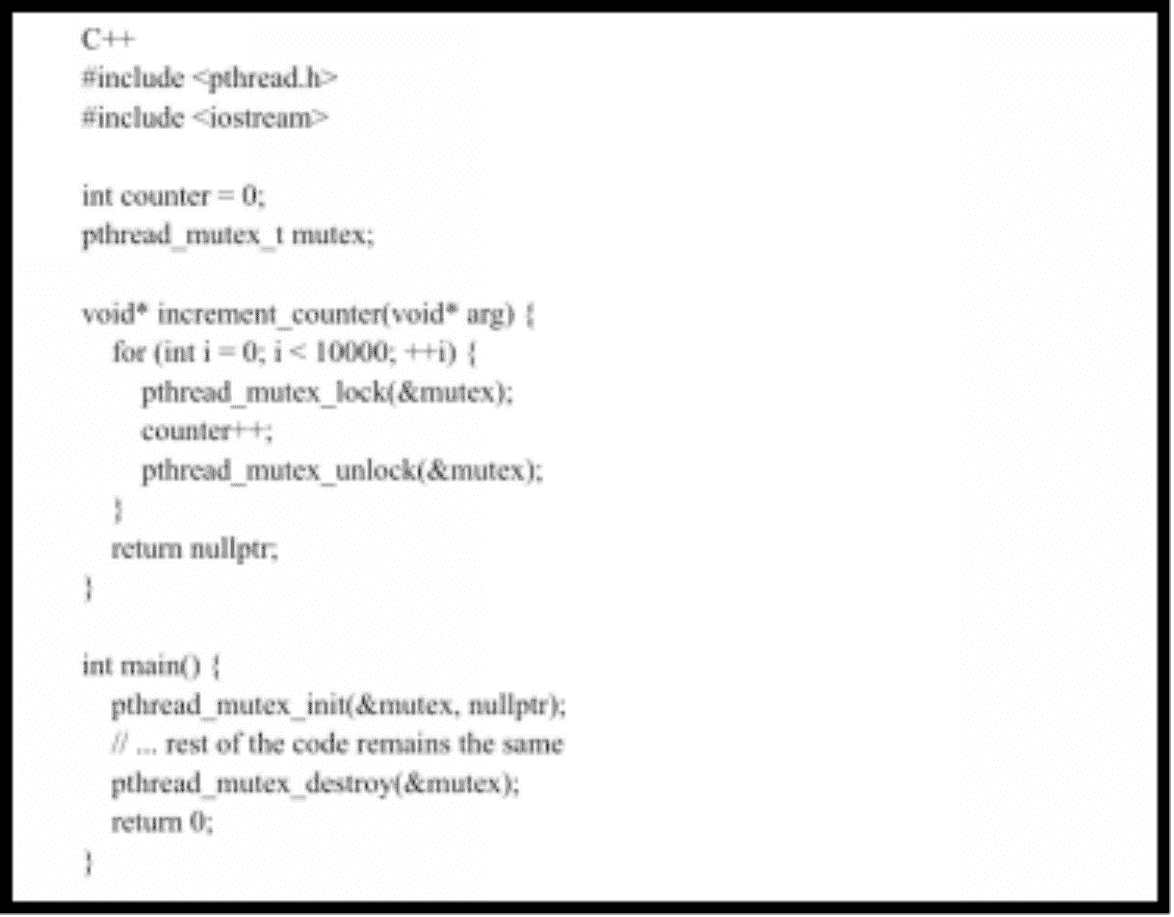 C++
#include <pthread.h>
#include <iostream>
int counter = 0;
pthread_mutex_t mutex;
void* increment_counter(void* arg) {
for (int i = 0; i < 10000; ++i) {
pthread_mutex_lock(&mutex);
counter++;
pthread_mutex_unlock(&mutex);
}
return nullptr;
}
int main() {
pthread_mutex_init(&mutex, nullptr);
// ... rest of the code remains the same
pthread_mutex_destroy(&mutex);
return 0;
}